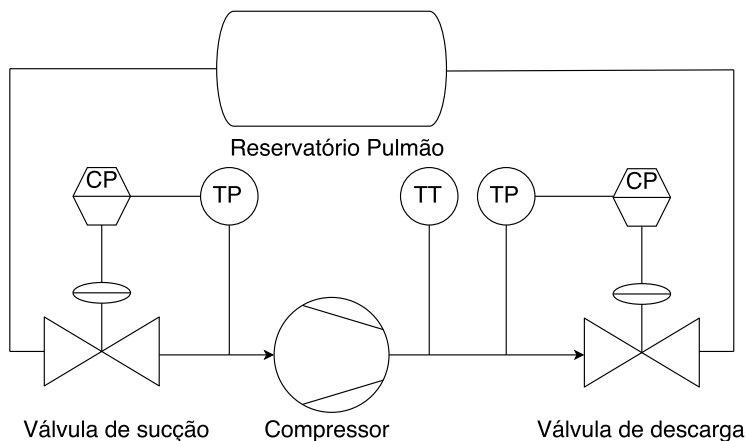 Reservatório Pulmão
CP
TP
TT
TP
CP
Válvula de sucção
Compressor
Válvula de descarga